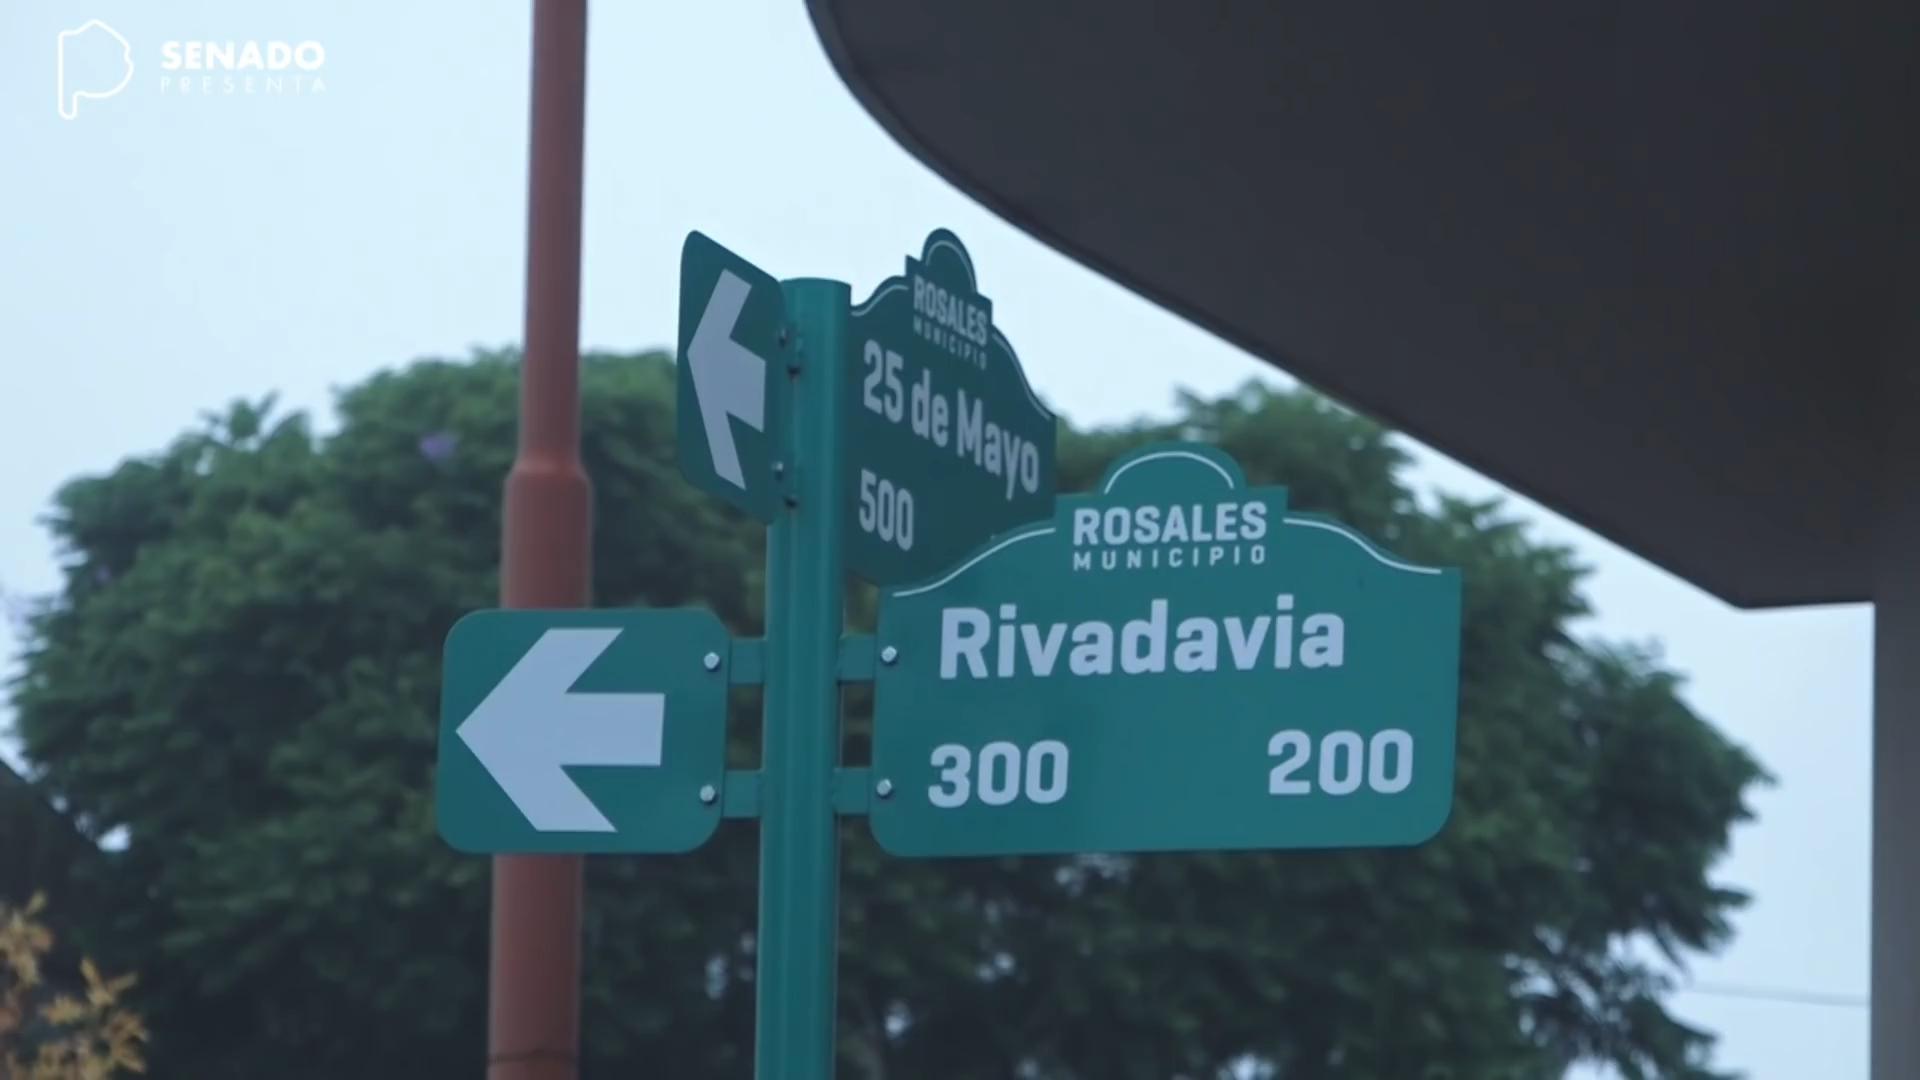 SENADO
PRESENTA
ROSALES
MUNICIPIO
25 de Mayo
500
ROSALES
MUNICIPIO
Rivadavia
300 200